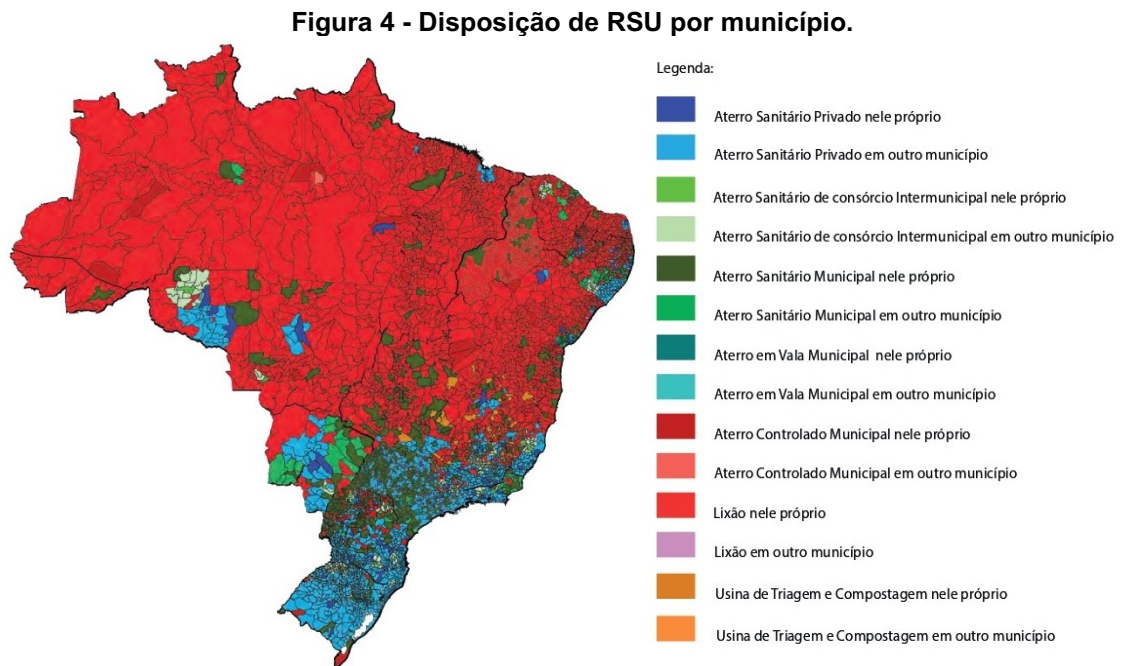 Figura 4 - Disposição de RSU por município.
Legenda:
Aterro Sanitário Privado nele próprio
Aterro Sanitário Privado em outro município
Aterro Sanitário de consórcio Intermunicipal nele próprio
Aterro Sanitário de consórcio Intermunicipal em outro município
Aterro Sanitário Municipal nele próprio
Aterro Sanitário Municipal em outro município
Aterro em Vala Municipal nele próprio
Aterro em Vala Municipal em outro município
Aterro Controlado Municipal nele próprio
Aterro Controlado Municipal em outro município
Lixão nele próprio
Lixão em outro município
Usina de Triagem e Compostagem nele próprio
Usina de Triagem e Compostagem em outro município